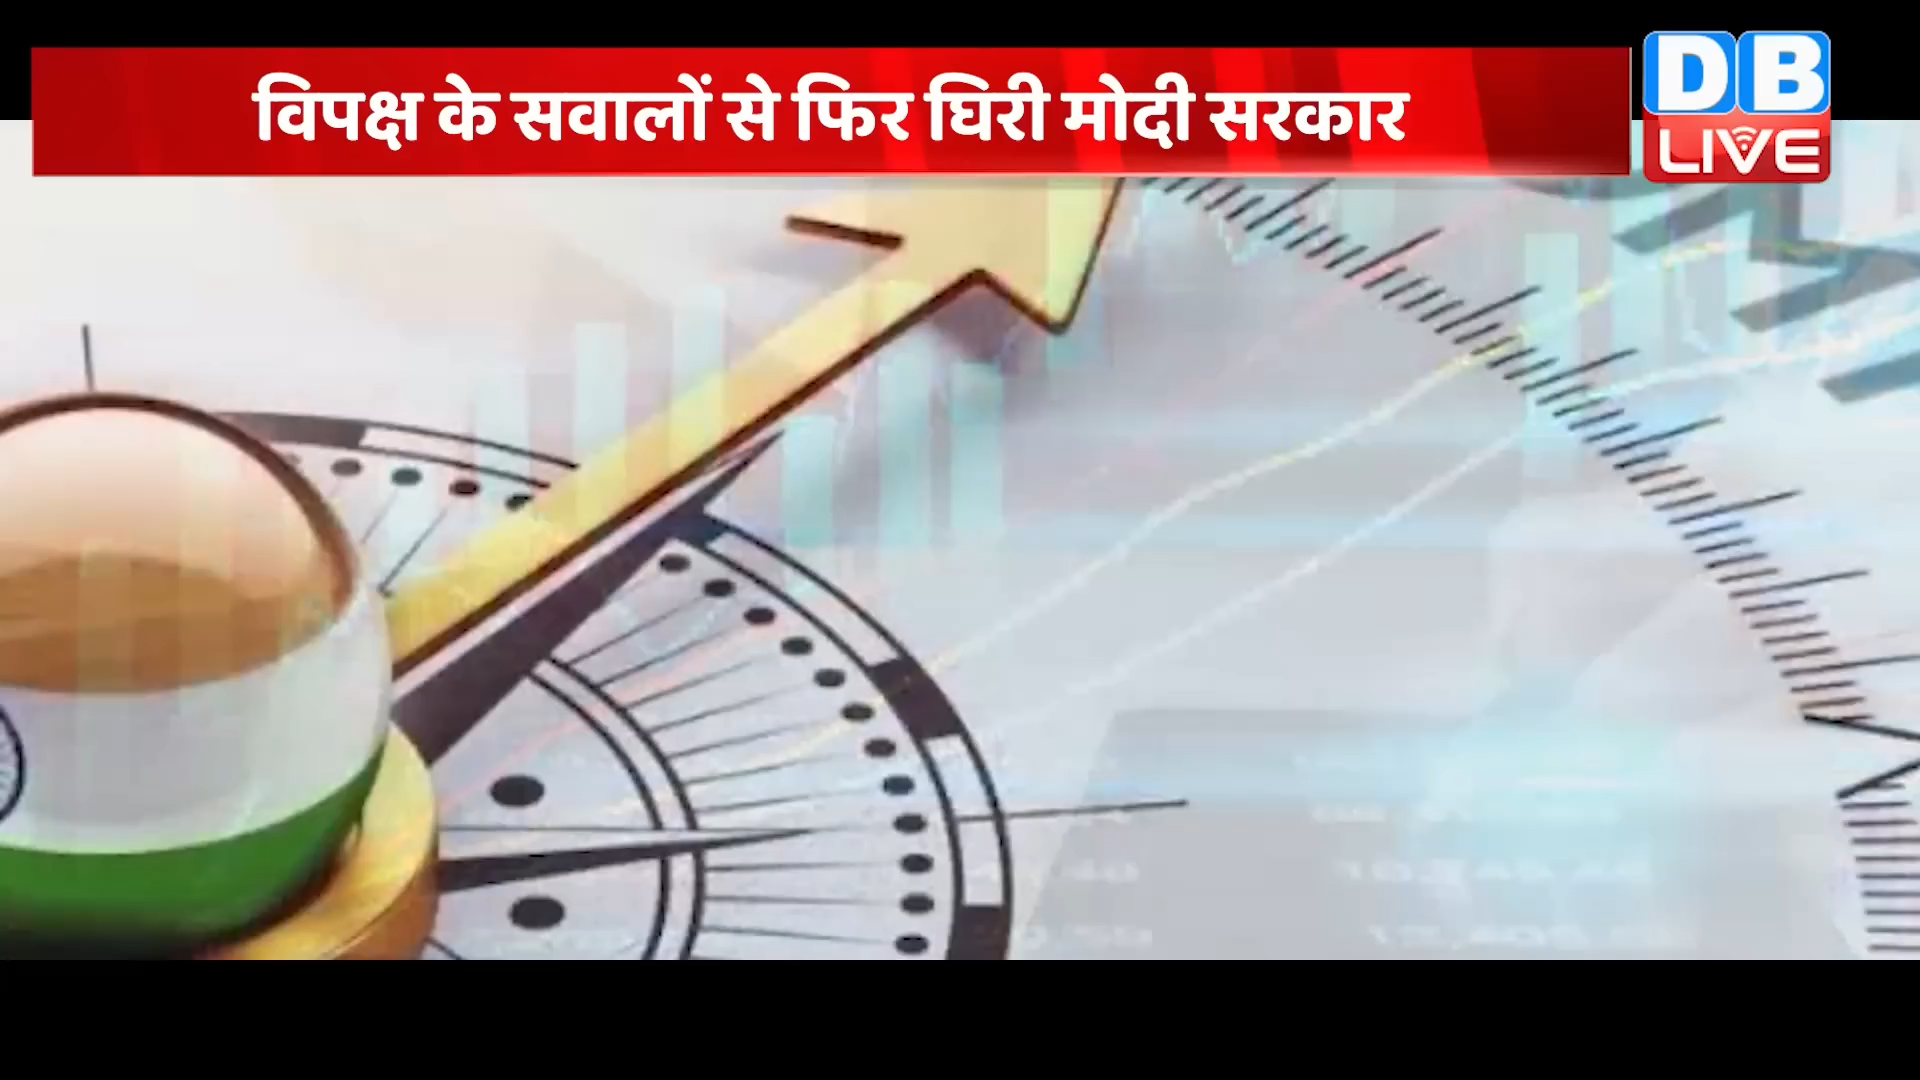 विपक्ष के सवालों से फिर घिरी मोदी सरकार
DB
LIVE